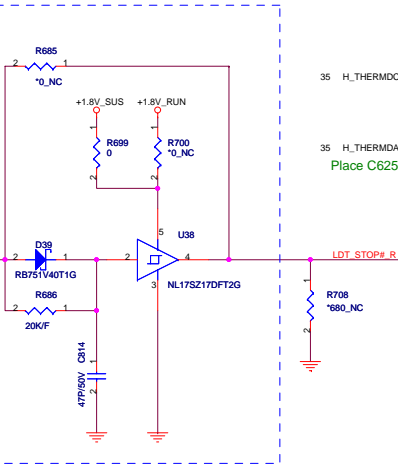 R685
2 1
*0_NC
35 H_THERMDC
+1.8V_SUS +1.8V_RUN
1 1
R699
0
R700
*0_NC
2 2
35 H_THERMDA
Place C625
5 U38
D39
2 1 2 4
LDT_STOP#_R
RB751V40T1G
3 NL17SZ17DFT2G
R686
2 1
20K/F
1
R708
*680_NC
2
1
C814
47P/50V
2